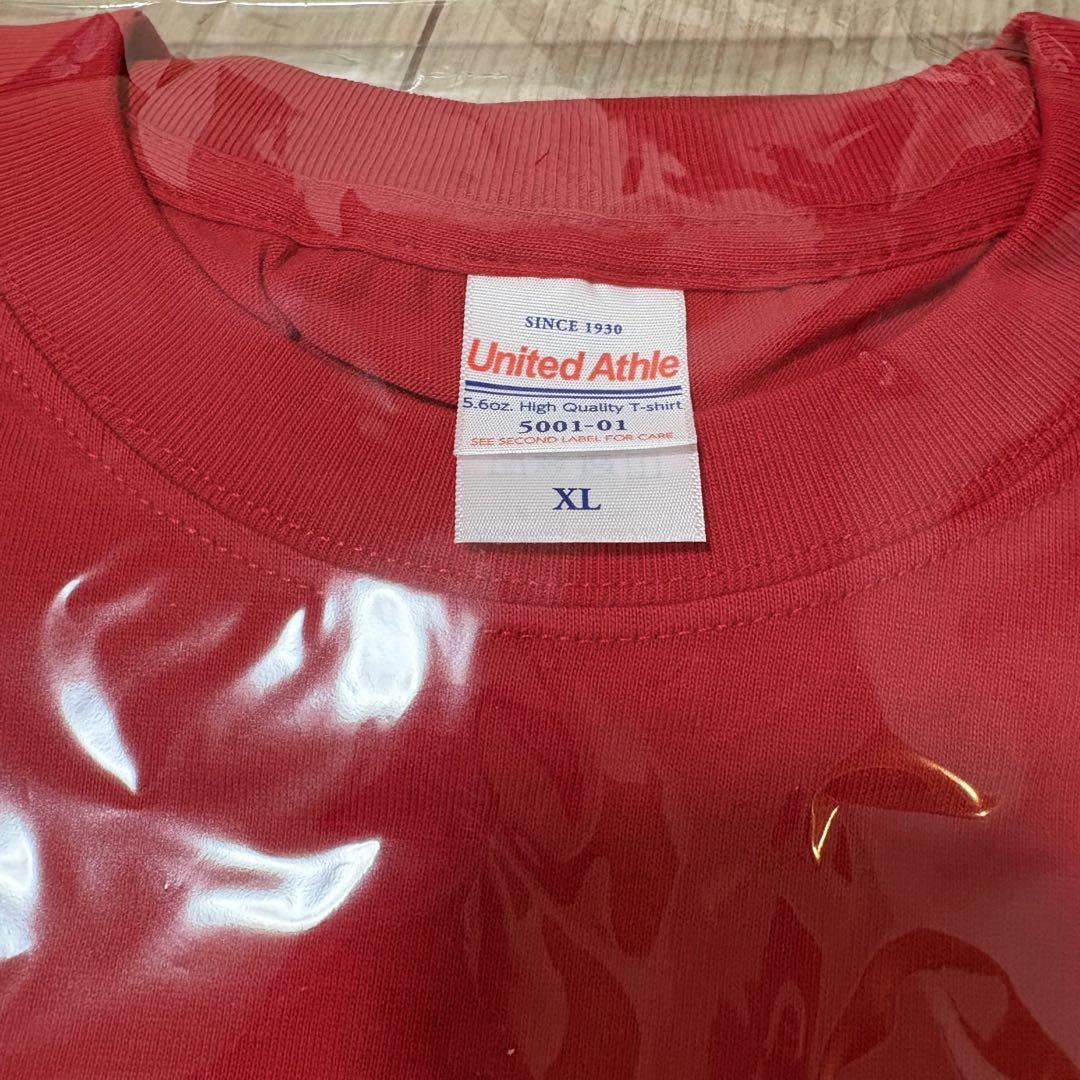 SINCE 1930
United Athle
5.6oz. High Quality T-shirt
5001-01
SEE SECOND LABEL FOR CARE
XL